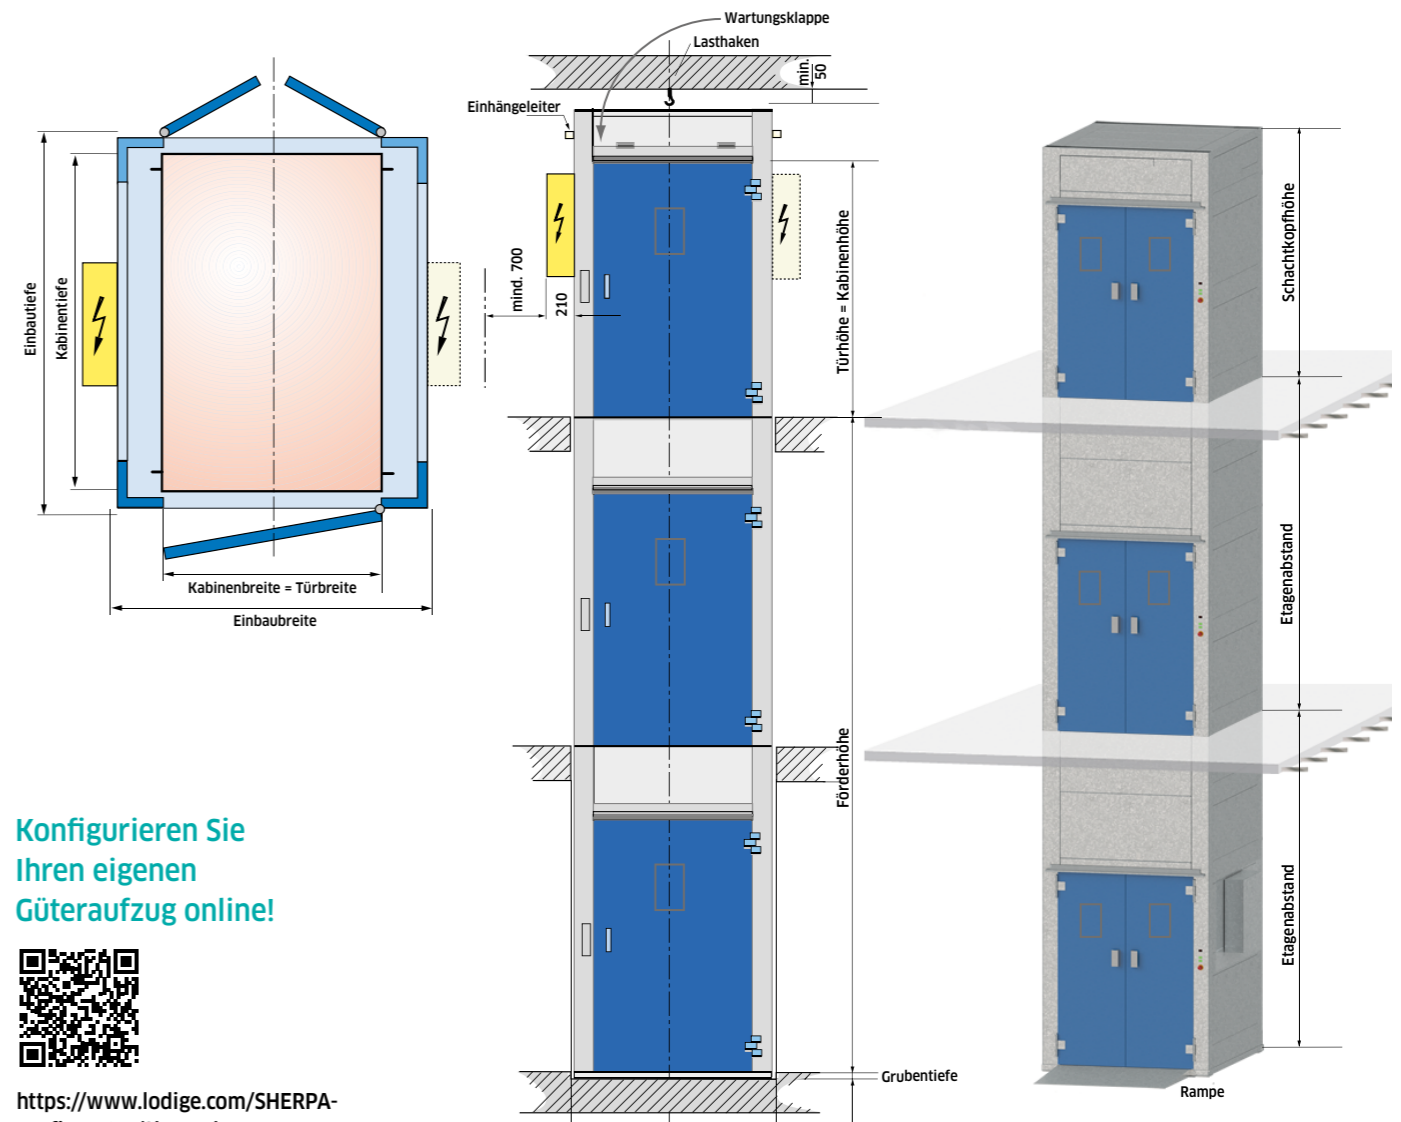 Wartungsklappe
Lasthaken
min.
50
Einhängeleiter
Einbautiefe
Kabinentiefe
mind. 700
210
Türhöhe = Kabinenhöhe
Schachtkopfhöhe
Kabinenbreite = Türbreite
Einbaubreite
Etagenabstand
Förderhöhe
Etagenabstand
Konfigurieren Sie
Ihren eigenen
Güteraufzug online!
Grubentiefe
Rampe
https://www.lodige.com/SHERPA-